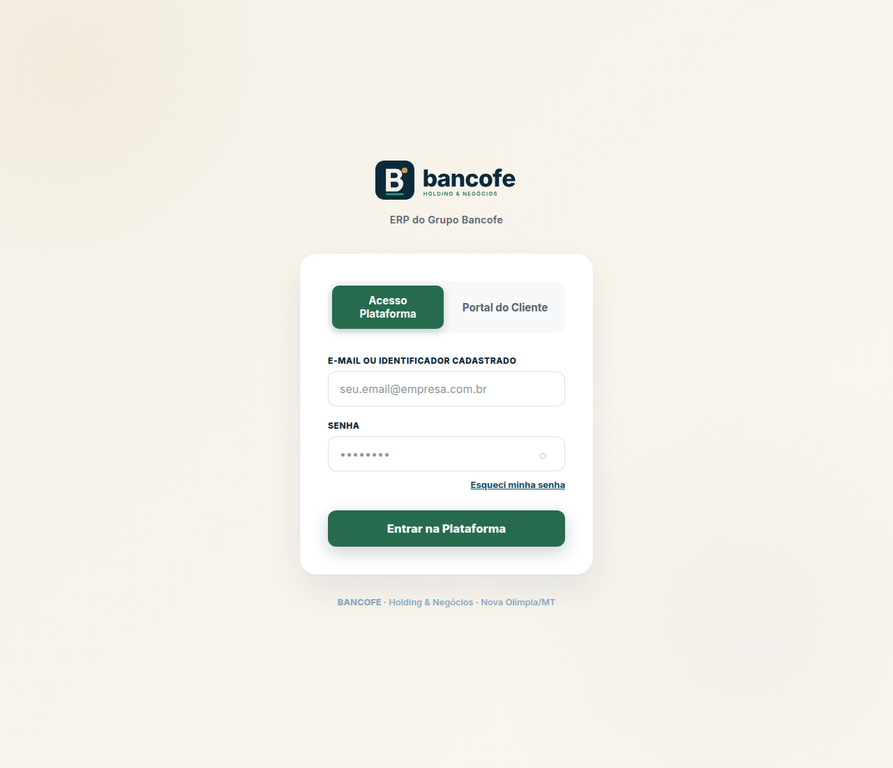 B
bancofe
HOLDING & NEGÓCIOS
ERP do Grupo Bancofe
Acesso
Plataforma
Portal do Cliente
E-MAIL OU IDENTIFICADOR CADASTRADO
seu.email@empresa.com.br
SENHA
••••••••
Esqueci minha senha
Entrar na Plataforma
BANCOFE · Holding & Negócios · Nova Olímpia/MT